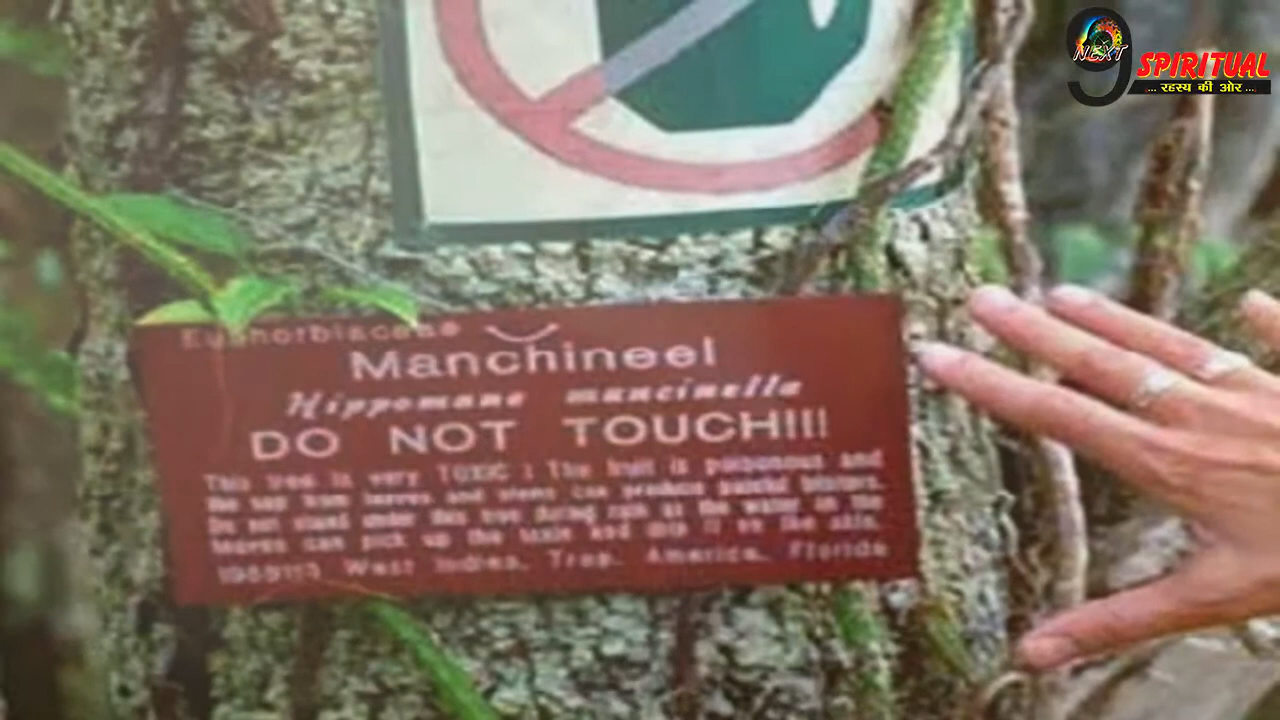 9
NEXT
SPIRITUAL
... रहस्य की ओर ...
Euphorbiaceae
Manchineel
Hippomane mancinella
DO NOT TOUCH!!!
This tree is very TOXIC : The fruit is poisonous and
the sap from leaves and stems can produce painful blisters.
Do not stand under this tree during rain as the water on the
leaves can pick up the toxin and drip it on the skin.
West Indies, Trop. America, Florida